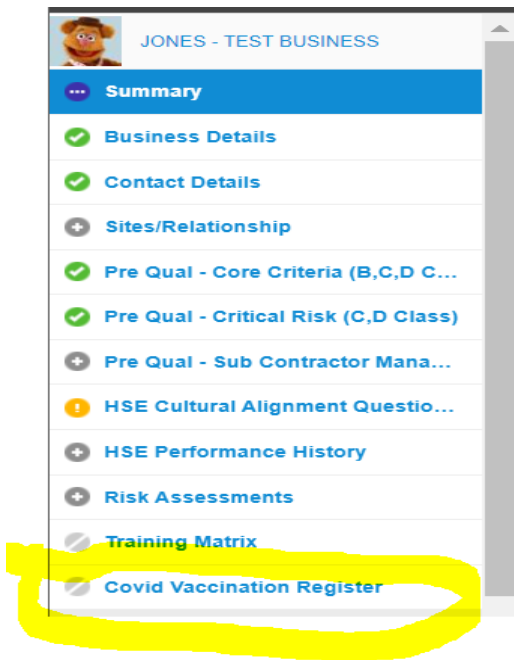 JONES - TEST BUSINESS
Summary
Business Details
Contact Details
Sites/Relationship
Pre Qual - Core Criteria (B,C,D C...
Pre Qual - Critical Risk (C,D Class)
Pre Qual - Sub Contractor Mana...
HSE Cultural Alignment Questio...
HSE Performance History
Risk Assessments
Training Matrix
Covid Vaccination Register